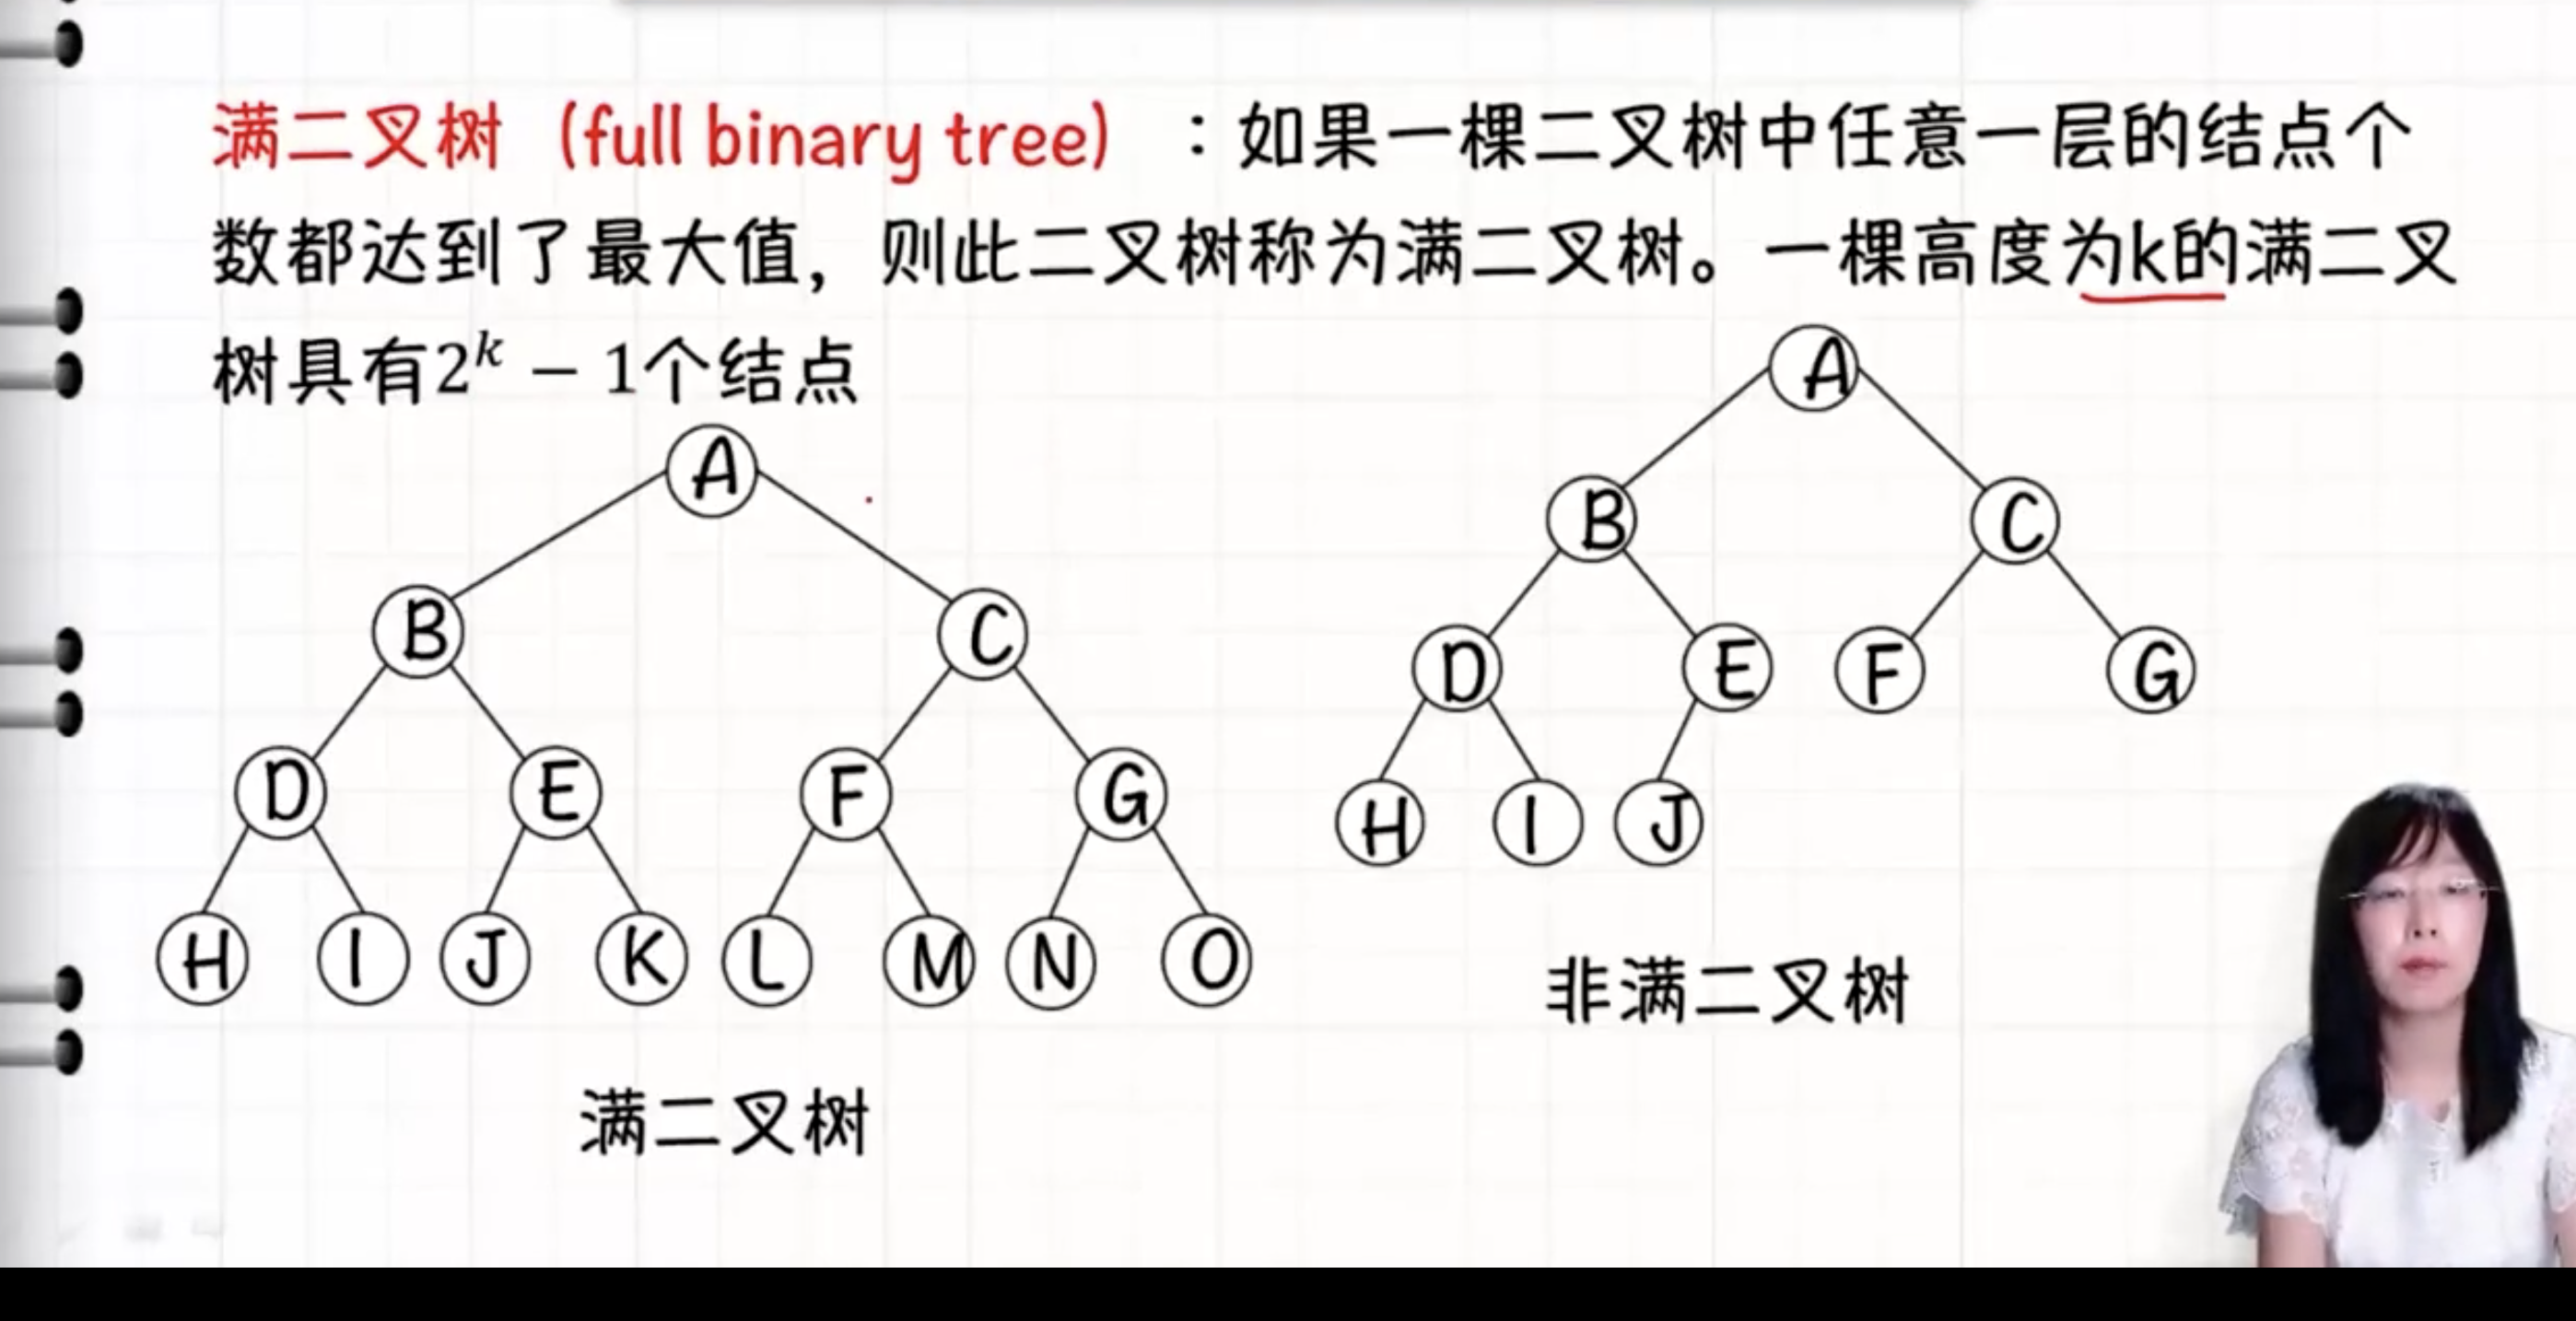 满二叉树（full binary tree）：如果一棵二叉树中任意一层的结点个
数都达到了最大值，则此二叉树称为满二叉树。一棵高度为k的满二叉
树具有2^k − 1个结点
A
B C
D E F G
H I J K L M N O
满二叉树
A
B C
D E F G
H I J
非满二叉树